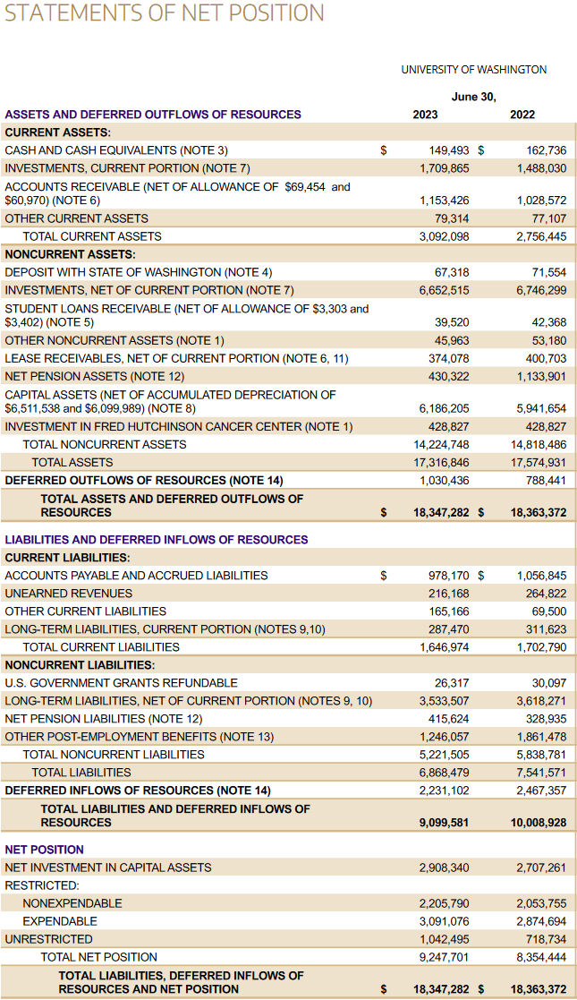 STATEMENTS OF NET POSITION
UNIVERSITY OF WASHINGTON
June 30,
ASSETS AND DEFERRED OUTFLOWS OF RESOURCES 2023 2022
CURRENT ASSETS:
CASH AND CASH EQUIVALENTS (NOTE 3) $ 149,493 $ 162,736
INVESTMENTS, CURRENT PORTION (NOTE 7) 1,709,865 1,488,030
ACCOUNTS RECEIVABLE (NET OF ALLOWANCE OF $69,454 and
$60,970) (NOTE 6) 1,153,426 1,028,572
OTHER CURRENT ASSETS 79,314 77,107
TOTAL CURRENT ASSETS 3,092,098 2,756,445
NONCURRENT ASSETS:
DEPOSIT WITH STATE OF WASHINGTON (NOTE 4) 67,318 71,554
INVESTMENTS, NET OF CURRENT PORTION (NOTE 7) 6,652,515 6,746,299
STUDENT LOANS RECEIVABLE (NET OF ALLOWANCE OF $3,303 and
$3,402) (NOTE 5) 39,520 42,368
OTHER NONCURRENT ASSETS (NOTE 1) 45,963 53,180
LEASE RECEIVABLES, NET OF CURRENT PORTION (NOTE 6, 11) 374,078 400,703
NET PENSION ASSETS (NOTE 12) 430,322 1,133,901
CAPITAL ASSETS (NET OF ACCUMULATED DEPRECIATION OF
$6,511,538 and $6,099,989) (NOTE 8) 6,186,205 5,941,654
INVESTMENT IN FRED HUTCHINSON CANCER CENTER (NOTE 1) 428,827 428,827
TOTAL NONCURRENT ASSETS 14,224,748 14,818,486
TOTAL ASSETS 17,316,846 17,574,931
DEFERRED OUTFLOWS OF RESOURCES (NOTE 14) 1,030,436 788,441
TOTAL ASSETS AND DEFERRED OUTFLOWS OF
RESOURCES $ 18,347,282 $ 18,363,372
LIABILITIES AND DEFERRED INFLOWS OF RESOURCES
CURRENT LIABILITIES:
ACCOUNTS PAYABLE AND ACCRUED LIABILITIES $ 978,170 $ 1,056,845
UNEARNED REVENUES 216,168 264,822
OTHER CURRENT LIABILITIES 165,166 69,500
LONG-TERM LIABILITIES, CURRENT PORTION (NOTES 9,10) 287,470 311,623
TOTAL CURRENT LIABILITIES 1,646,974 1,702,790
NONCURRENT LIABILITIES:
U.S. GOVERNMENT GRANTS REFUNDABLE 26,317 30,097
LONG-TERM LIABILITIES, NET OF CURRENT PORTION (NOTES 9, 10) 3,533,507 3,618,271
NET PENSION LIABILITIES (NOTE 12) 415,624 328,935
OTHER POST-EMPLOYMENT BENEFITS (NOTE 13) 1,246,057 1,861,478
TOTAL NONCURRENT LIABILITIES 5,221,505 5,838,781
TOTAL LIABILITIES 6,868,479 7,541,571
DEFERRED INFLOWS OF RESOURCES (NOTE 14) 2,231,102 2,467,357
TOTAL LIABILITIES AND DEFERRED INFLOWS OF
RESOURCES 9,099,581 10,008,928
NET POSITION
NET INVESTMENT IN CAPITAL ASSETS 2,908,340 2,707,261
RESTRICTED:
NONEXPENDABLE 2,205,790 2,053,755
EXPENDABLE 3,091,076 2,874,694
UNRESTRICTED 1,042,495 718,734
TOTAL NET POSITION 9,247,701 8,354,444
TOTAL LIABILITIES, DEFERRED INFLOWS OF
RESOURCES AND NET POSITION $ 18,347,282 $ 18,363,372